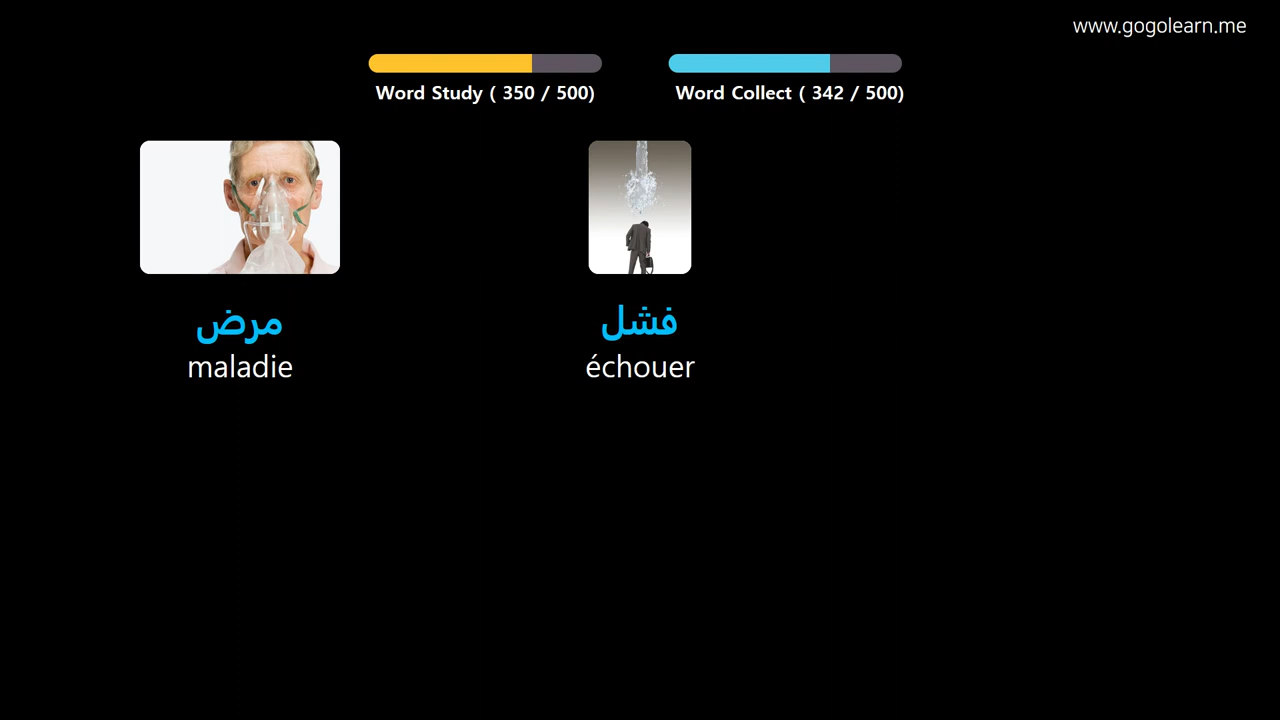 www.gogolearn.me
Word Study ( 350 / 500)
Word Collect ( 342 / 500)
مرض
maladie
فشل
échouer